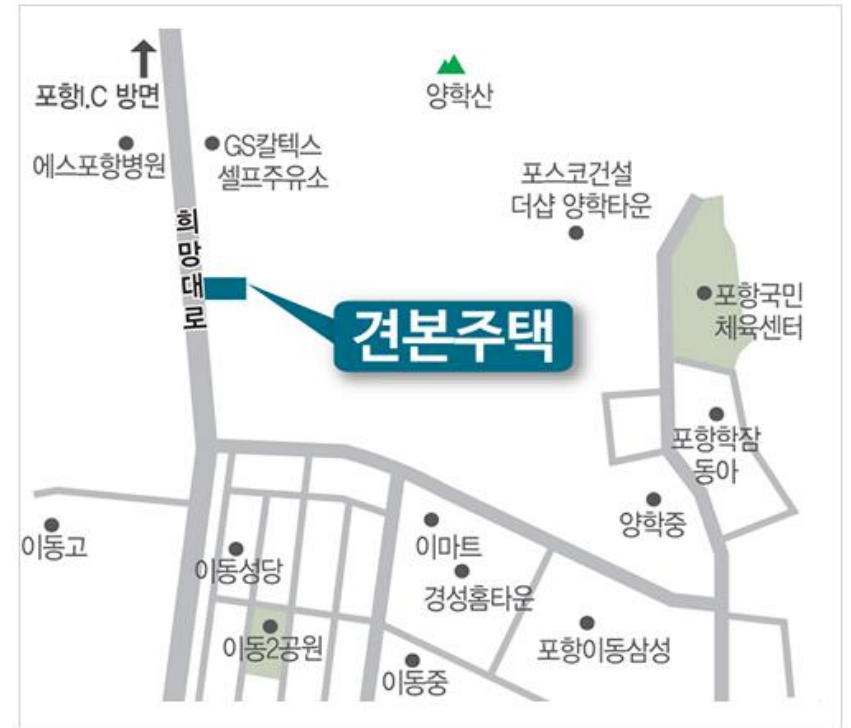 포항I.C 방면
양학산
에스포항병원
GS칼텍스
셀프주유소
포스코건설
더샵 양학타운
희망대로
견본주택
포항국민
체육센터
포항학잠
동아
양학중
이동고
이동성당
이마트
경성홈타운
이동2공원
이동중
포항이동삼성